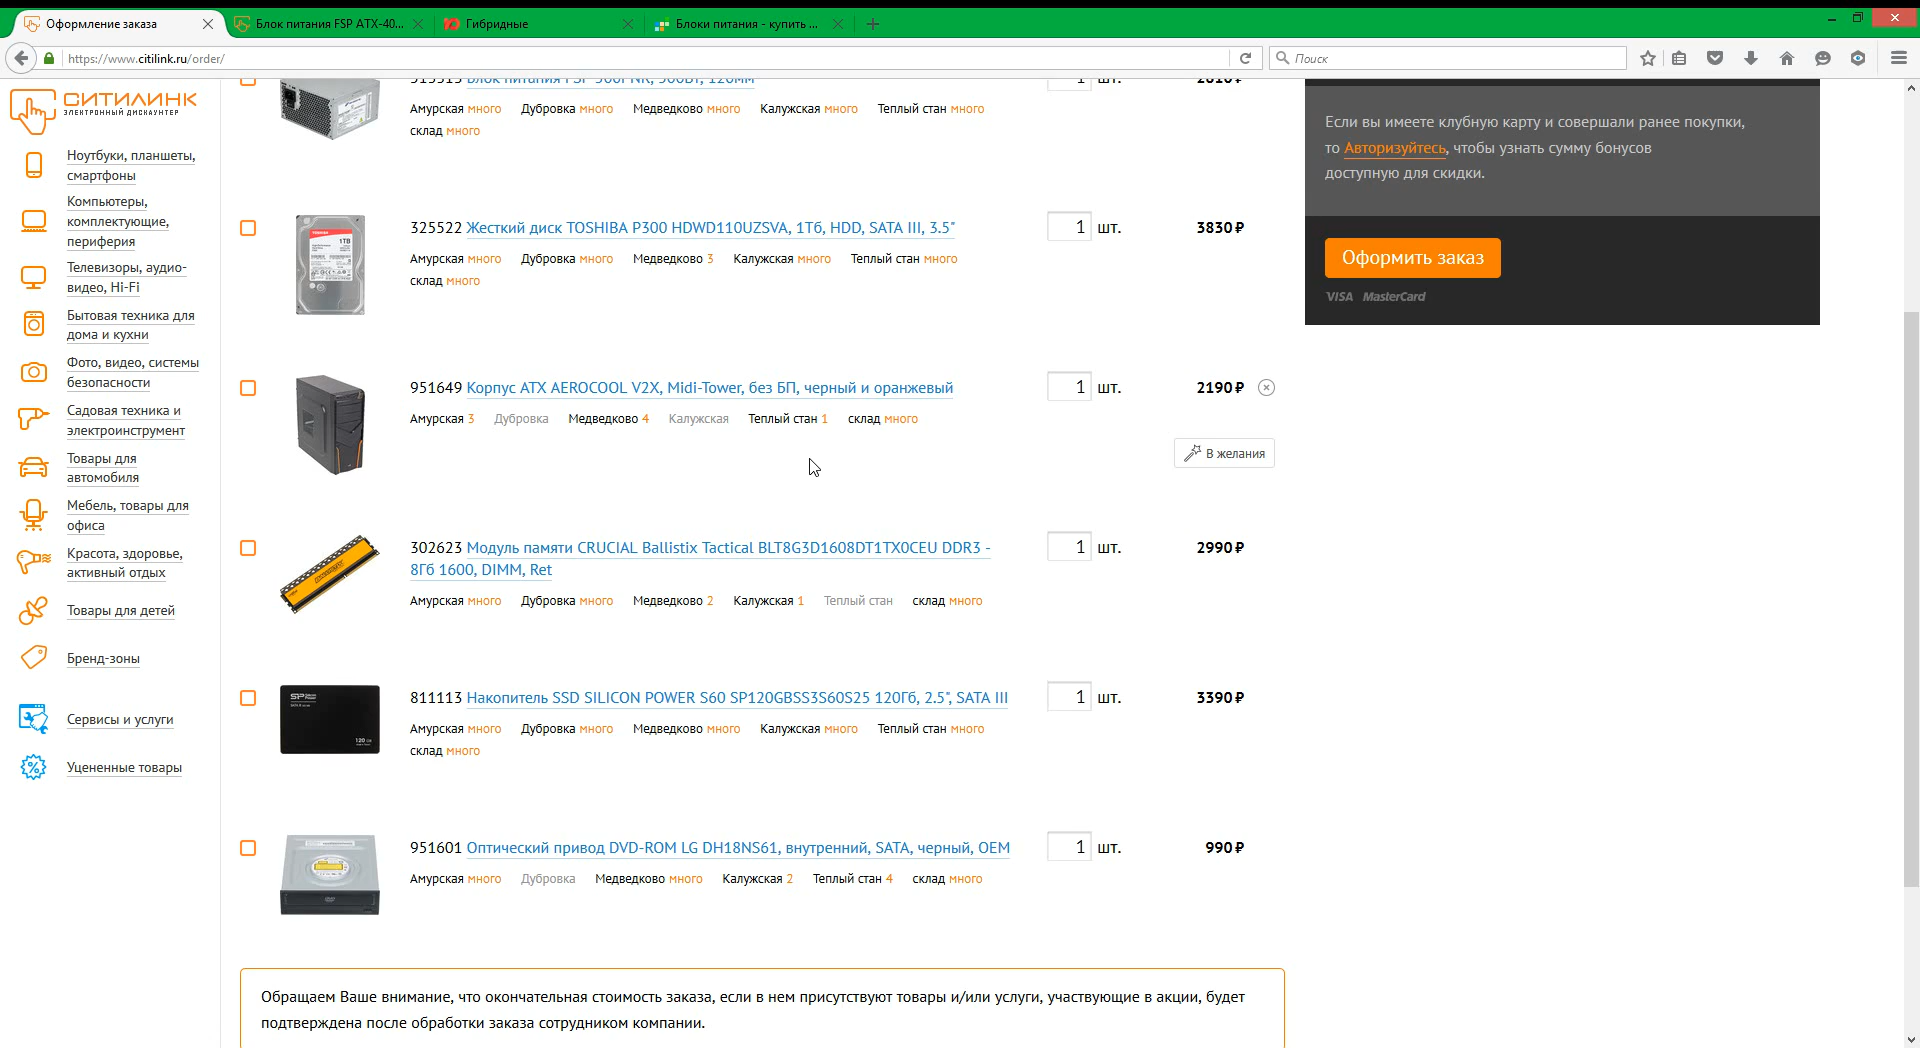 Оформление заказа
Блок питания FSP ATX-40...
Гибридные
Блоки питания - купить ...
https://www.citilink.ru/order/
Поиск
СИТИЛИНК
ЭЛЕКТРОННЫЙ ДИСКАУНТЕР
Ноутбуки, планшеты,
смартфоны
Компьютеры,
комплектующие,
периферия
Телевизоры, аудио-
видео, Hi-Fi
Бытовая техника для
дома и кухни
Фото, видео, системы
безопасности
Садовая техника и
электроинструмент
Товары для
автомобиля
Мебель, товары для
офиса
Красота, здоровье,
активный отдых
Товары для детей
Бренд-зоны
Сервисы и услуги
Уцененные товары
Блок питания FSP 500PNR, 500Вт, 120мм
1 шт.
Амурская много Дубровка много Медведково много Калужская много Теплый стан много
склад много
325522 Жесткий диск TOSHIBA P300 HDWD110UZSVA, 1Тб, HDD, SATA III, 3.5"
1 шт. 3830 ₽
Амурская много Дубровка много Медведково 3 Калужская много Теплый стан много
склад много
951649 Корпус ATX AEROCOOL V2X, Midi-Tower, без БП, черный и оранжевый
1 шт. 2190 ₽
Амурская 3 Дубровка Медведково 4 Калужская Теплый стан 1 склад много
В желания
302623 Модуль памяти CRUCIAL Ballistix Tactical BLT8G3D1608DT1TX0CEU DDR3 -
8Гб 1600, DIMM, Ret
1 шт. 2990 ₽
Амурская много Дубровка много Медведково 2 Калужская 1 Теплый стан склад много
811113 Накопитель SSD SILICON POWER S60 SP120GBSS3S60S25 120Гб, 2.5", SATA III
1 шт. 3390 ₽
Амурская много Дубровка много Медведково много Калужская много Теплый стан много
склад много
951601 Оптический привод DVD-ROM LG DH18NS61, внутренний, SATA, черный, OEM
1 шт. 990 ₽
Амурская много Дубровка Медведково много Калужская 2 Теплый стан 4 склад много
Обращаем Ваше внимание, что окончательная стоимость заказа, если в нем присутствуют товары и/или услуги, участвующие в акции, будет
подтверждена после обработки заказа сотрудником компании.
Если вы имеете клубную карту и совершали ранее покупки,
то Авторизуйтесь, чтобы узнать сумму бонусов
доступную для скидки.
Оформить заказ
VISA MasterCard